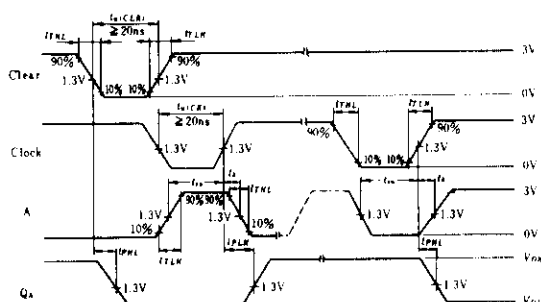 tw(CLR)
≧20ns
tTHL tTLH
90% 90% 3V
Clear 1.3V 1.3V
10% 10% 0V
tw(CK)
≧20ns
tTHL tTLH
3V
90% 90%
Clock 1.3V 1.3V 1.3V
10% 10% 0V
tsu th tTHL tsu th
90% 90% 3V
A 1.3V 1.3V 1.3V 1.3V
10% 10% 0V
tPHL tTLH tPLH tPHL
VOH
QA 1.3V 1.3V 1.3V